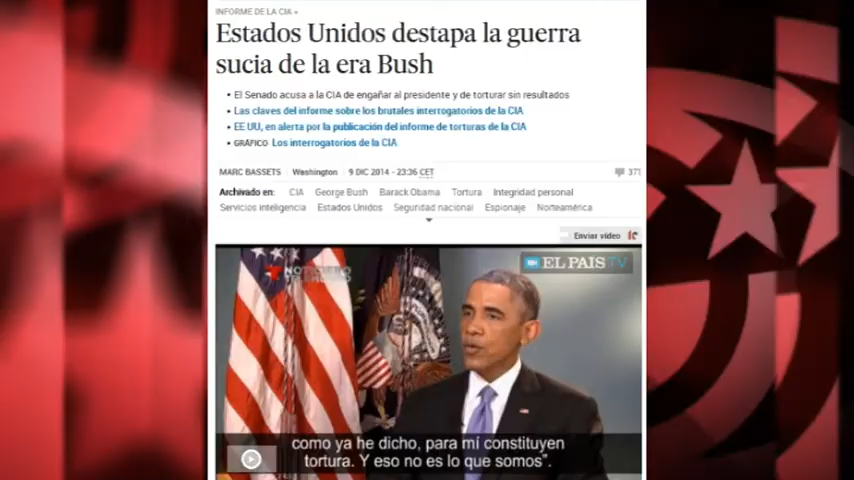 INFORME DE LA CIA »
Estados Unidos destapa la guerra
sucia de la era Bush
• El Senado acusa a la CIA de engañar al presidente y de torturar sin resultados
• Las claves del informe sobre los brutales interrogatorios de la CIA
• EE UU, en alerta por la publicación del informe de torturas de la CIA
• GRÁFICO Los interrogatorios de la CIA
MARC BASSETS Washington 9 DIC 2014 - 23:36 CET
Archivado en: CIA George Bush Barack Obama Tortura Integridad personal
Servicios inteligencia Estados Unidos Seguridad nacional Espionaje Norteamérica
Enviar vídeo
EL PAIS TV
como ya he dicho, para mí constituyen
tortura. Y eso no es lo que somos".